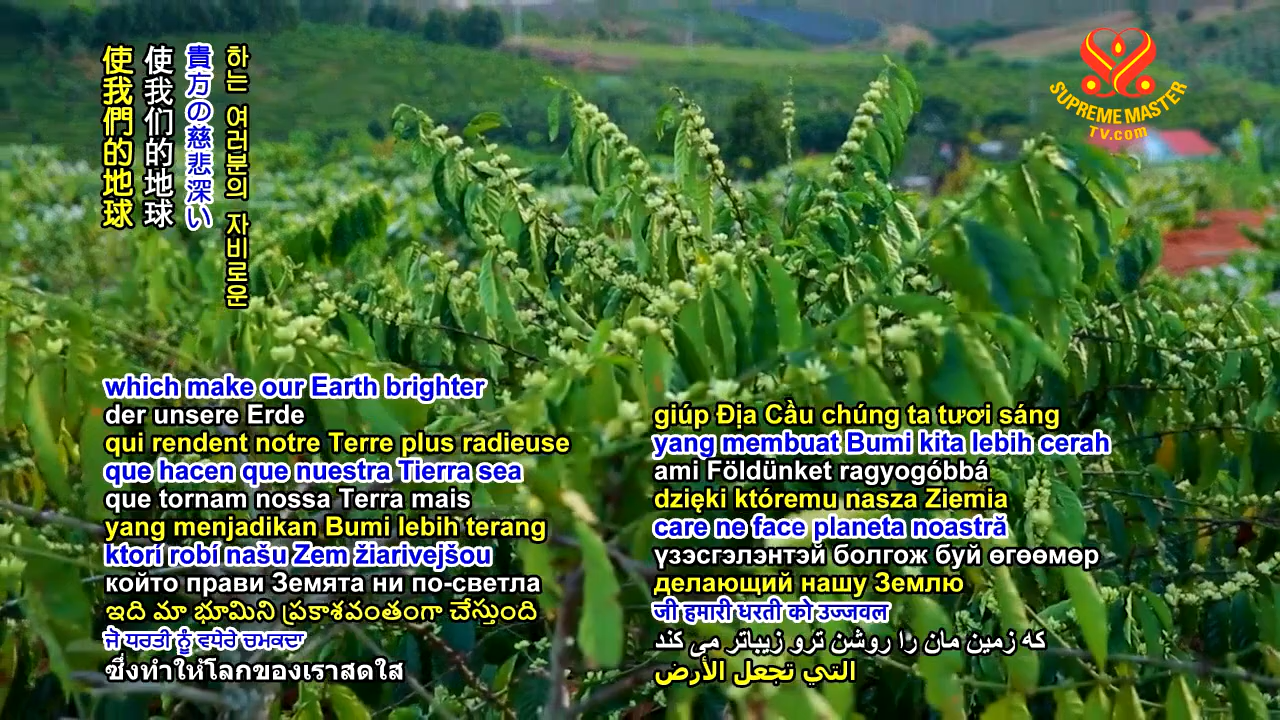 使我們的地球
使我们的地球
貴方の慈悲深い
하는 여러분의 자비로운
SUPREME MASTER
TV.com
which make our Earth brighter
der unsere Erde
qui rendent notre Terre plus radieuse
que hacen que nuestra Tierra sea
que tornam nossa Terra mais
yang menjadikan Bumi lebih terang
ktorí robí našu Zem žiarivejšou
който прави Земята ни по-светла
ఇది మా భూమిని ప్రకాశవంతంగా చేస్తుంది
ਜੋ ਧਰਤੀ ਨੂੰ ਵਧੇਰੇ ਚਮਕਦਾ
ซึ่งทำให้โลกของเราสดใส
giúp Địa Cầu chúng ta tươi sáng
yang membuat Bumi kita lebih cerah
ami Földünket ragyogóbbá
dzięki któremu nasza Ziemia
care ne face planeta noastră
үзэсгэлэнтэй болгож буй өгөөмөр
делающий нашу Землю
जी हमारी धरती को उज्जवल
که زمین مان را روشن ترو زیباتر می کند
التي تجعل الأرض